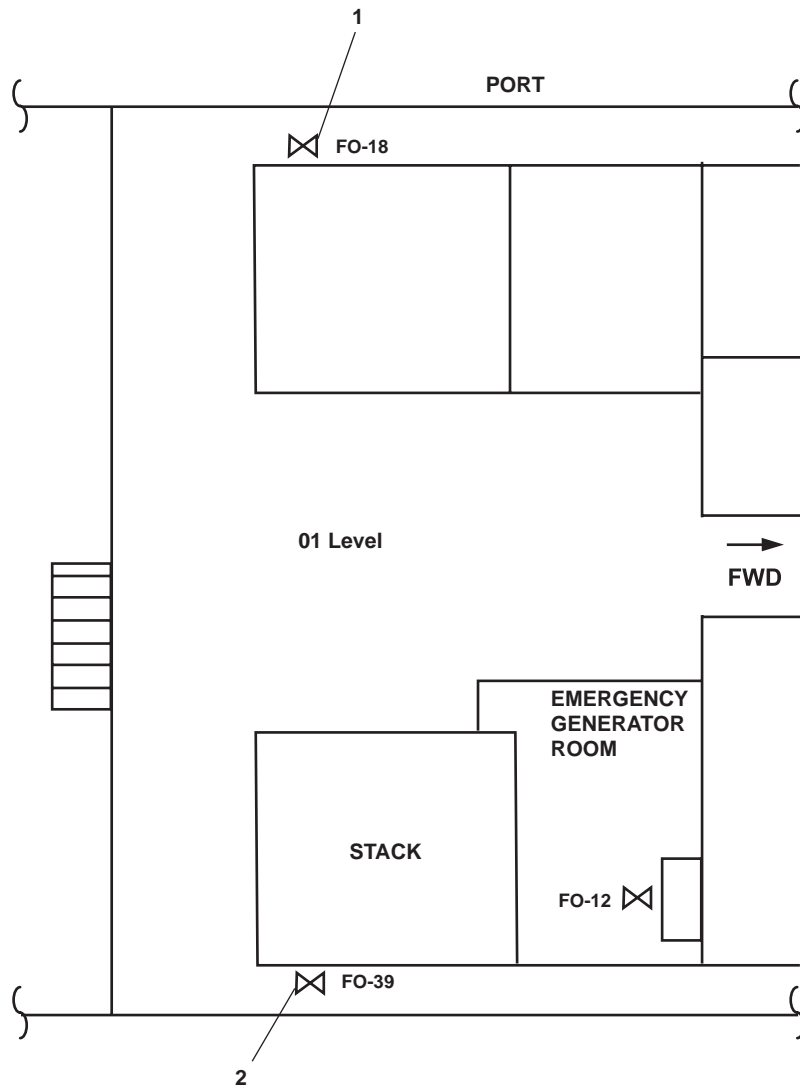 1
PORT
FO-18
01 Level
FWD
EMERGENCY
GENERATOR
ROOM
STACK
FO-12
FO-39
2